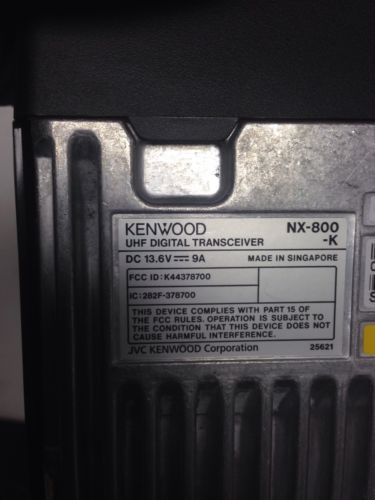 KENWOOD NX-800
UHF DIGITAL TRANSCEIVER -K
DC 13.6V⎓9A MADE IN SINGAPORE
FCC ID:K44378700
IC:282F-378700
THIS DEVICE COMPLIES WITH PART 15 OF
THE FCC RULES. OPERATION IS SUBJECT TO
THE CONDITION THAT THIS DEVICE DOES NOT
CAUSE HARMFUL INTERFERENCE.
JVC KENWOOD Corporation 25621